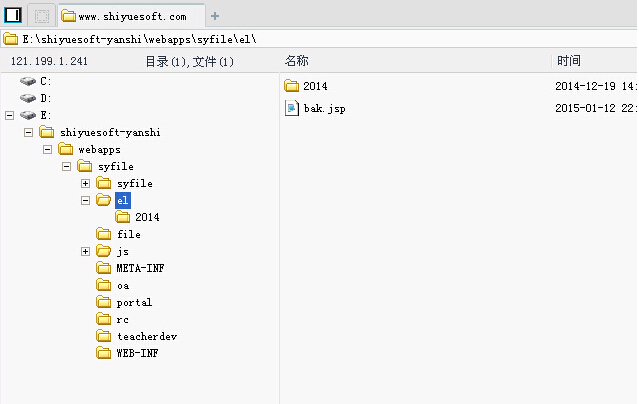 www.shiyuesoft.com
E:\shiyuesoft-yanshi\webapps\syfile\el\
121.199.1.241 目录(1),文件(1) 名称 时间
C:
D:
E:
shiyuesoft-yanshi
webapps
syfile
syfile
el
2014
file
js
META-INF
oa
portal
rc
teacherdev
WEB-INF
2014 2014-12-19 14:
bak.jsp 2015-01-12 22: